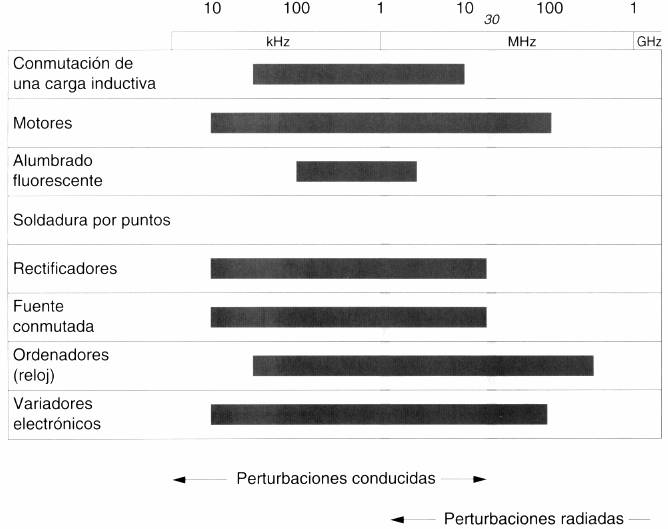 10 100 1 10 30 100 1
kHz MHz GHz
Conmutación de
una carga inductiva
Motores
Alumbrado
fluorescente
Soldadura por puntos
Rectificadores
Fuente
conmutada
Ordenadores
(reloj)
Variadores
electrónicos
Perturbaciones conducidas
Perturbaciones radiadas